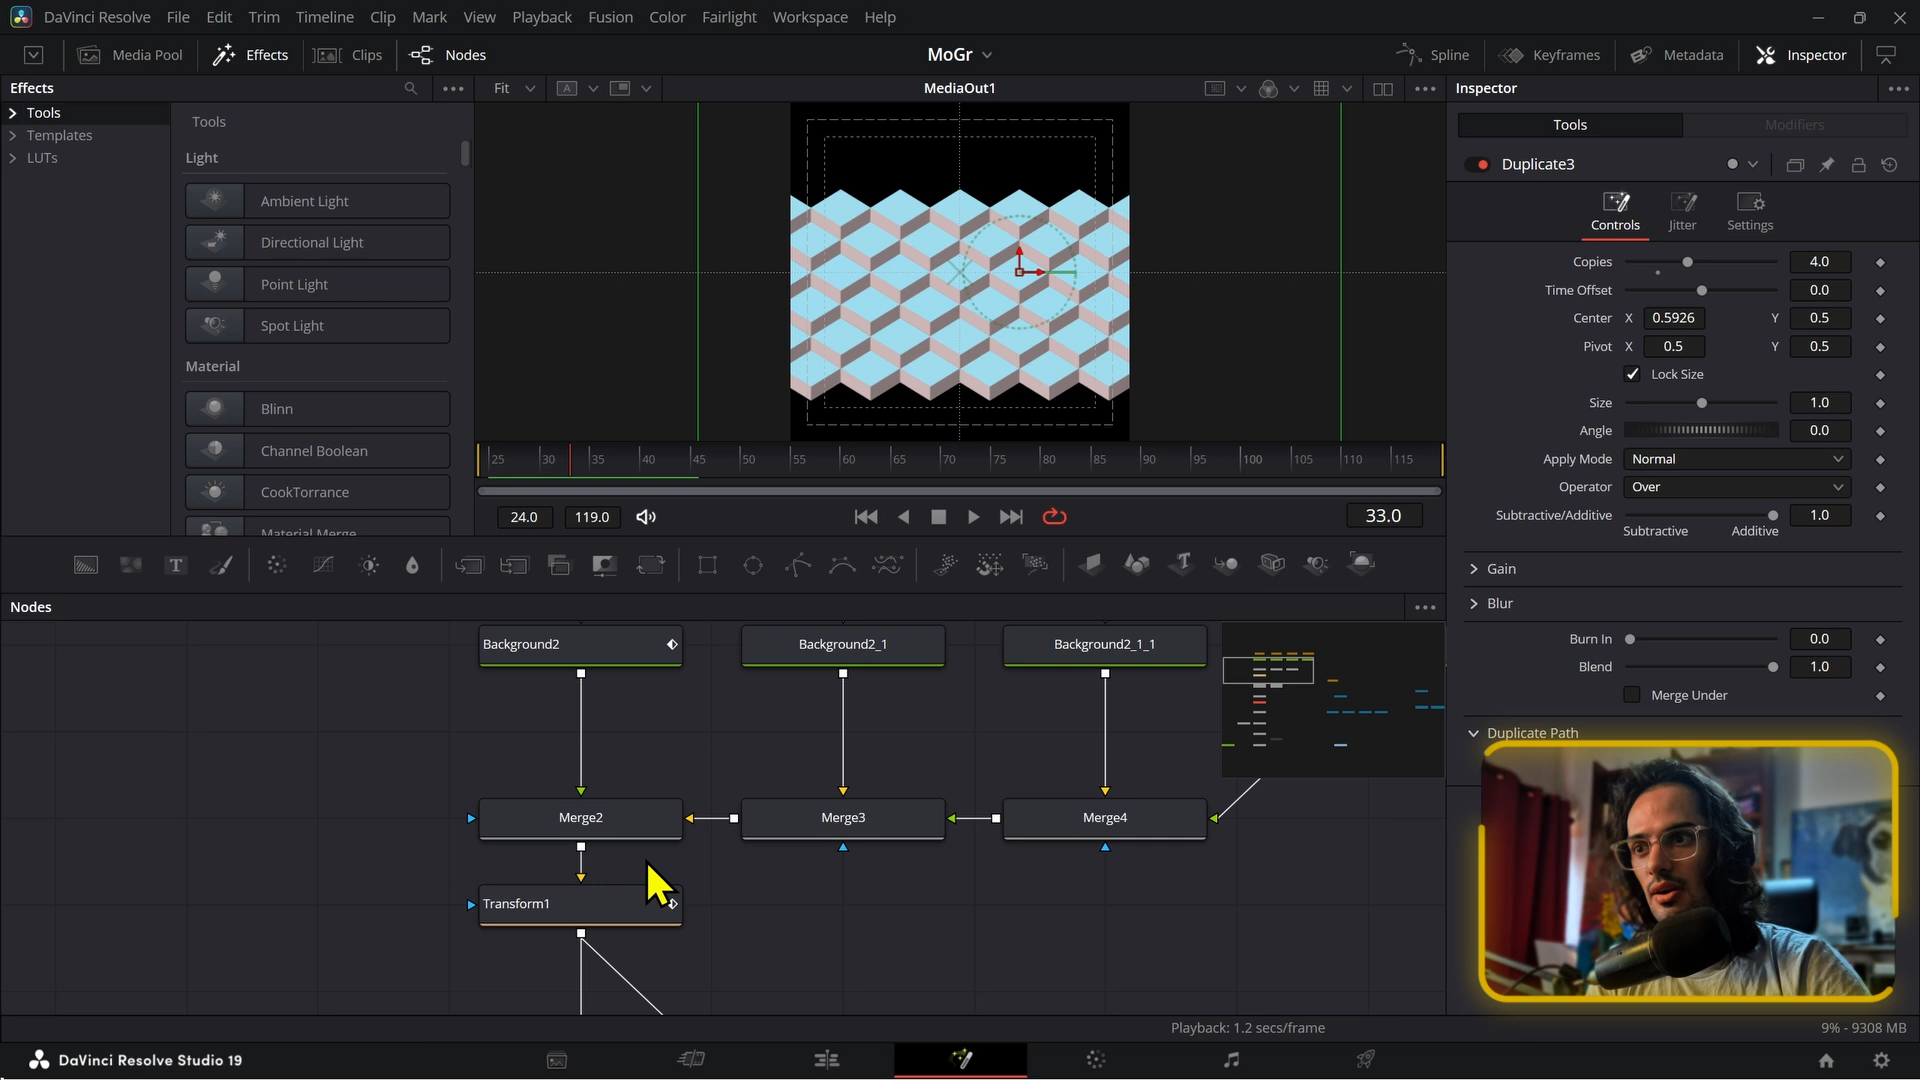 DaVinci Resolve File Edit Trim Timeline Clip Mark View Playback Fusion Color Fairlight Workspace Help
Media Pool Effects Clips Nodes MoGr Spline Keyframes Metadata Inspector
Effects Fit A MediaOut1 Inspector
Tools
Templates
LUTs
Tools
Light
Ambient Light
Directional Light
Point Light
Spot Light
Material
Blinn
Channel Boolean
CookTorrance
Material Merge
25 30 35 40 45 50 55 60 65 70 75 80 85 90 95 100 105 110 115
24.0 119.0 33.0
Tools Modifiers
Duplicate3
Controls Jitter Settings
Copies 4.0
Time Offset 0.0
Center X 0.5926 Y 0.5
Pivot X 0.5 Y 0.5
Lock Size
Size 1.0
Angle 0.0
Apply Mode Normal
Operator Over
Subtractive/Additive 1.0
Subtractive Additive
Gain
Blur
Burn In 0.0
Blend 1.0
Merge Under
Duplicate Path
Nodes
Background2 Background2_1 Background2_1_1
Merge2 Merge3 Merge4
Transform1
Playback: 1.2 secs/frame 9% - 9308 MB
DaVinci Resolve Studio 19